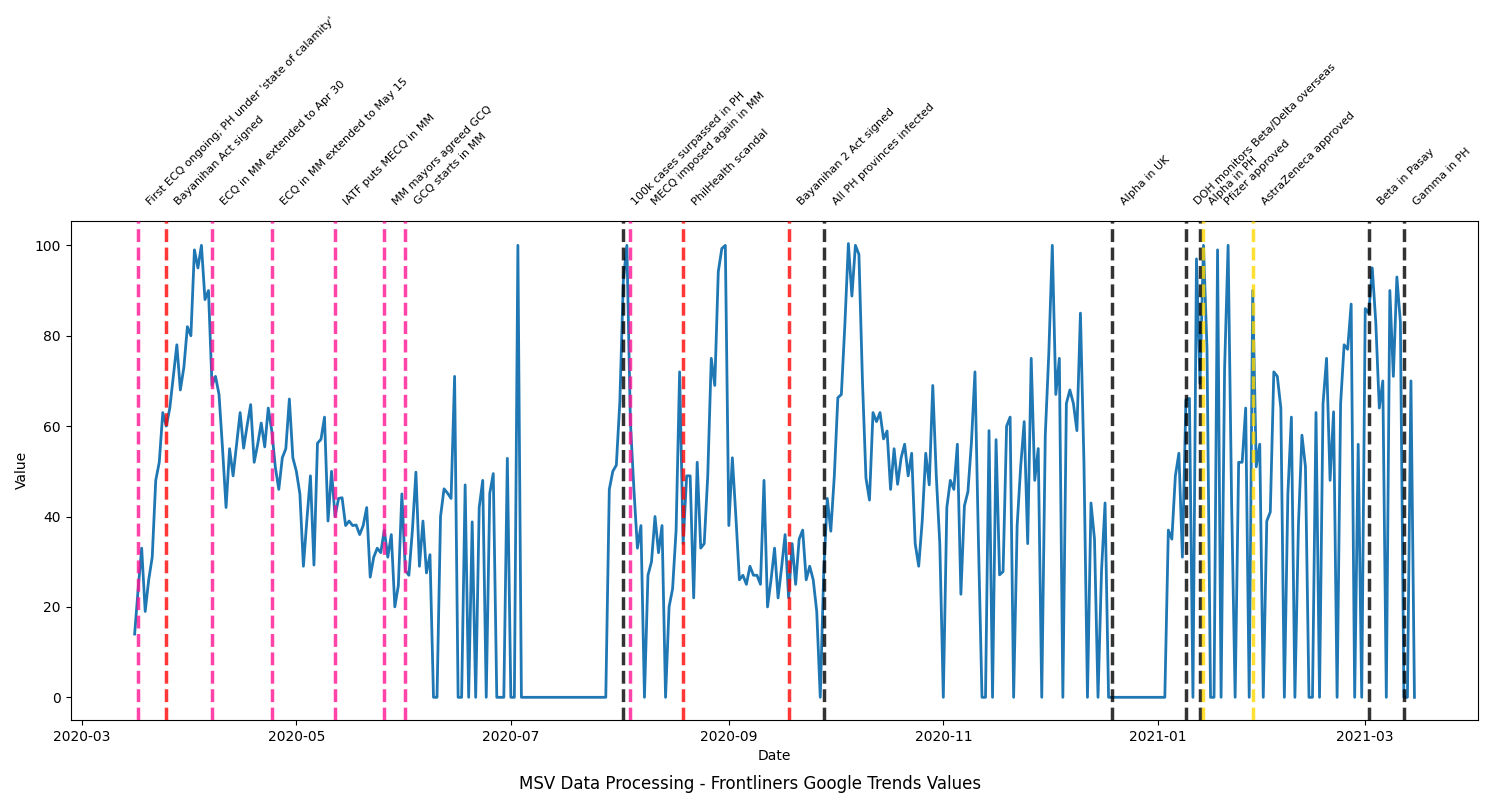 First ECQ ongoing; PH under 'state of calamity'
Bayanihan Act signed
ECQ in MM extended to Apr 30
ECQ in MM extended to May 15
IATF puts MECQ in MM
MM mayors agreed GCQ
GCQ starts in MM
100k cases surpassed in PH
MECQ imposed again in MM
PhilHealth scandal
Bayanihan 2 Act signed
All PH provinces infected
Alpha in UK
DOH monitors Beta/Delta overseas
Alpha in PH
Pfizer approved
AstraZeneca approved
Beta in Pasay
Gamma in PH
100
80
60
40
20
0
Value
2020-03
2020-05
2020-07
2020-09
2020-11
2021-01
2021-03
Date
MSV Data Processing - Frontliners Google Trends Values